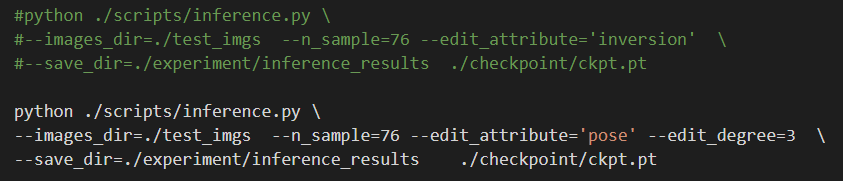 #python ./scripts/inference.py \
#--images_dir=./test_imgs  --n_sample=76 --edit_attribute='inversion'  \
#--save_dir=./experiment/inference_results  ./checkpoint/ckpt.pt
python ./scripts/inference.py \
--images_dir=./test_imgs  --n_sample=76 --edit_attribute='pose' --edit_degree=3  \
--save_dir=./experiment/inference_results    ./checkpoint/ckpt.pt